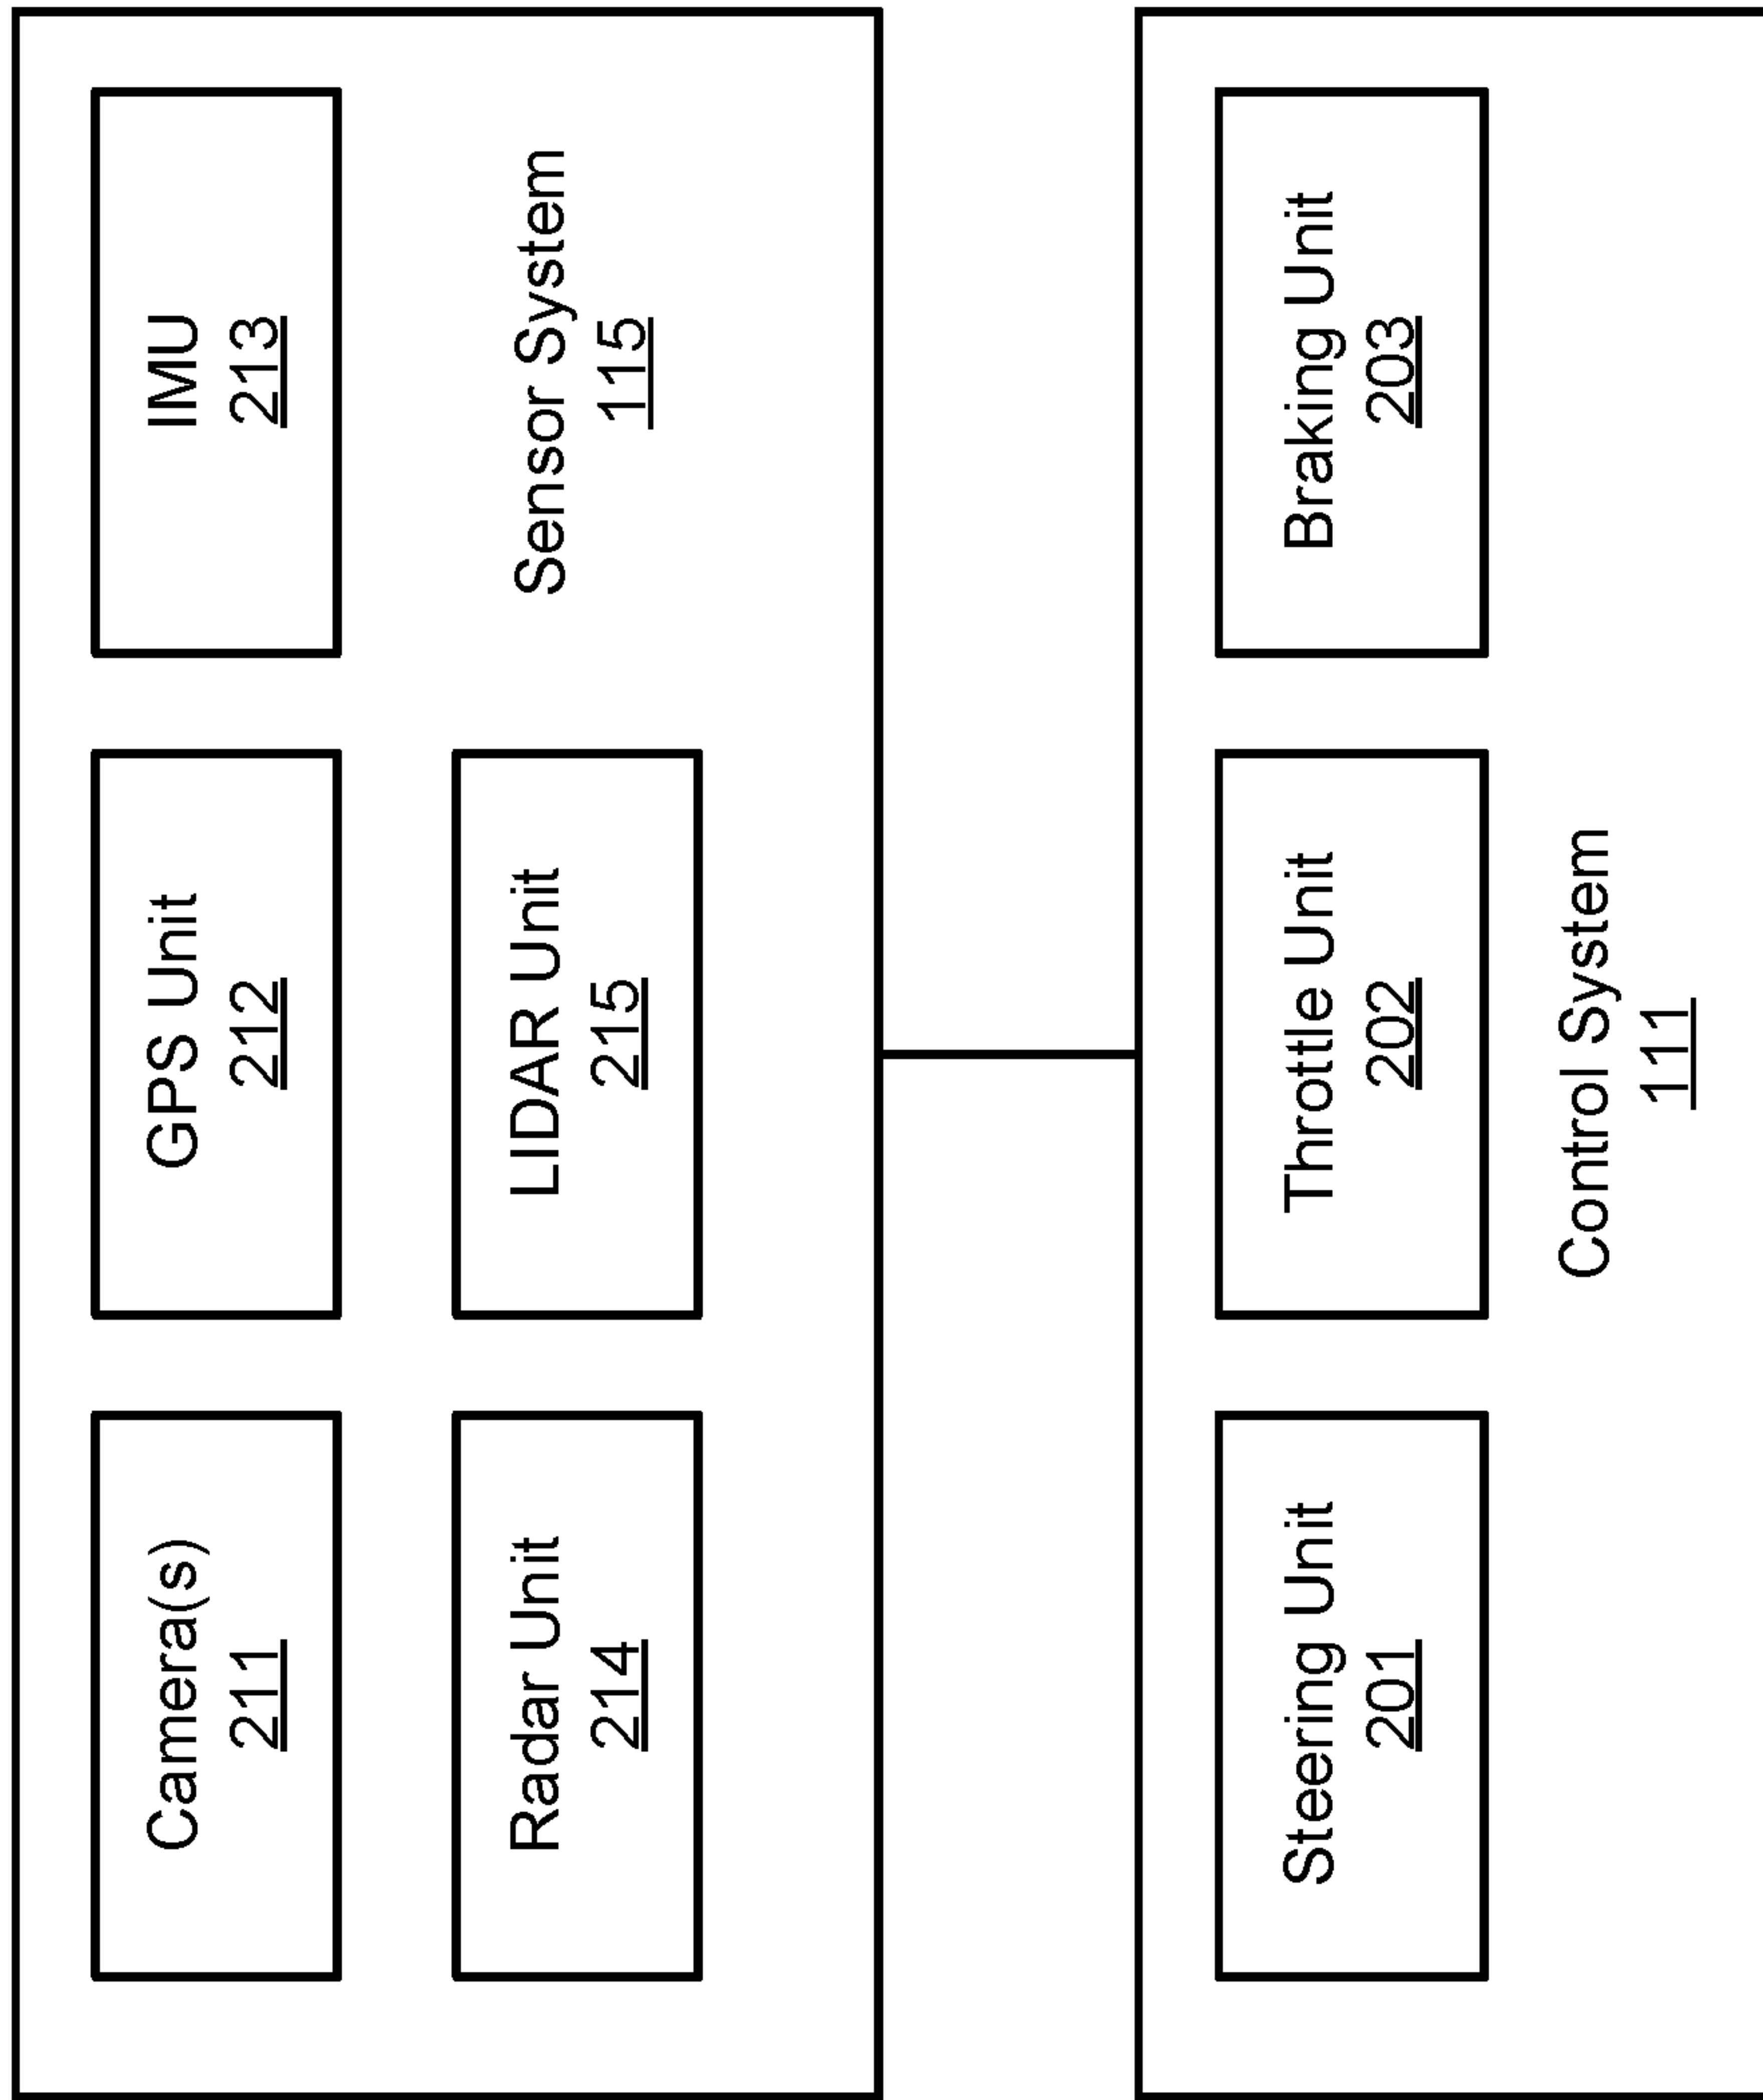 Camera(s)
211
GPS Unit
212
IMU
213
Radar Unit
214
LIDAR Unit
215
Sensor System
115
Steering Unit
201
Throttle Unit
202
Braking Unit
203
Control System
111